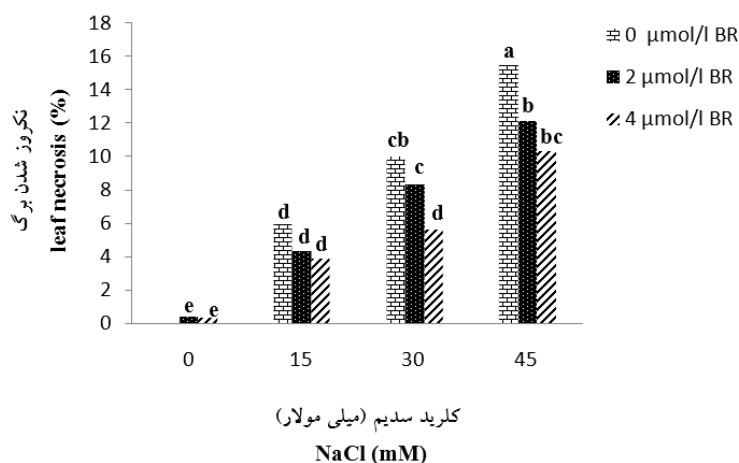 18
16
14
12
10
8
6
4
2
0
نکروز شدن برگ
leaf necrosis (%)
e e
d d d
cb c d
a b bc
0 15 30 45
کلرید سدیم (میلی مولار)
NaCl (mM)
0 µmol/l BR
2 µmol/l BR
4 µmol/l BR